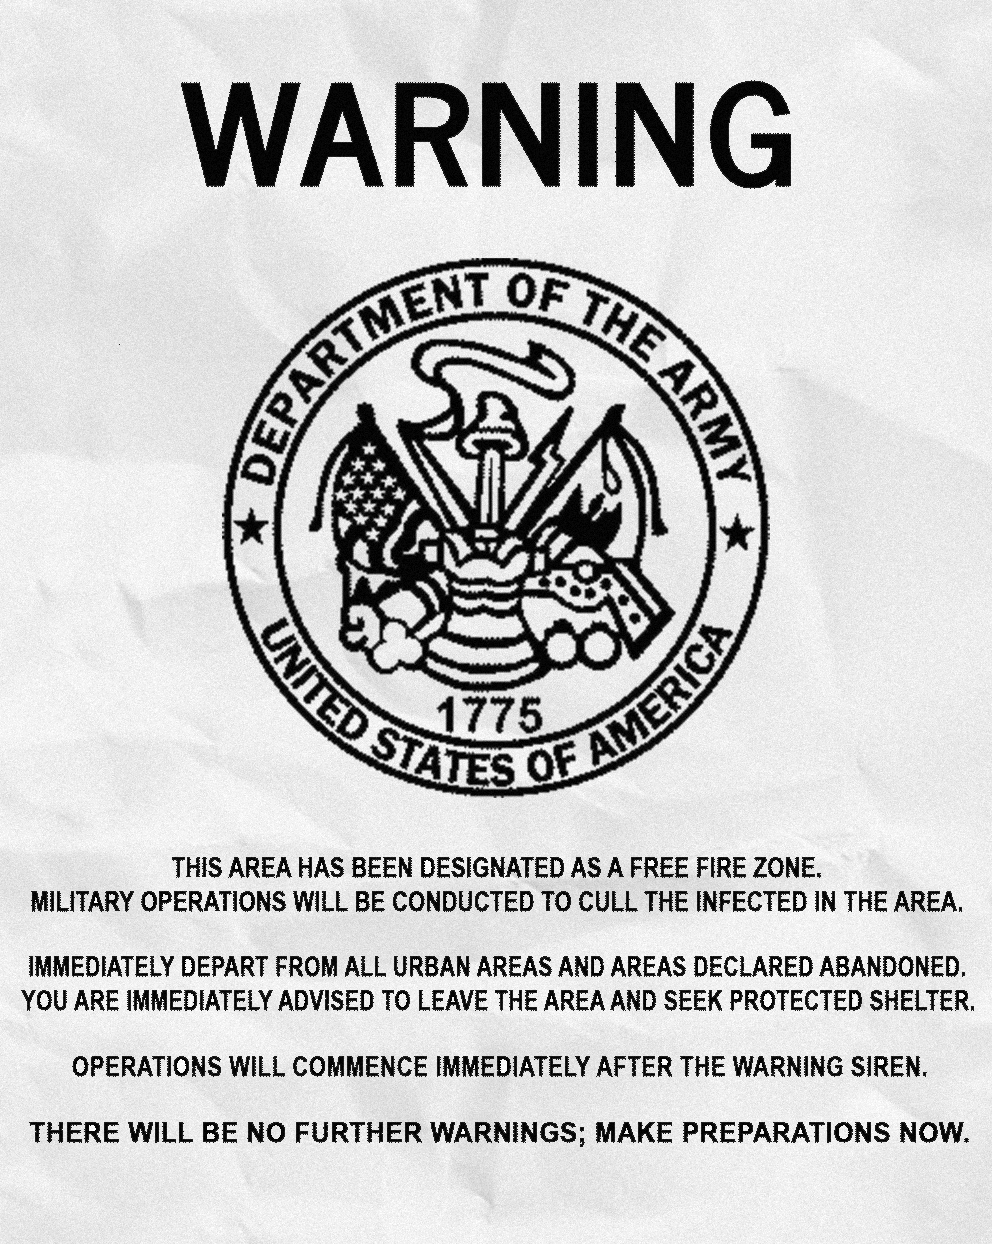 WARNING
DEPARTMENT OF THE ARMY
1775
UNITED STATES OF AMERICA
THIS AREA HAS BEEN DESIGNATED AS A FREE FIRE ZONE.
MILITARY OPERATIONS WILL BE CONDUCTED TO CULL THE INFECTED IN THE AREA.
IMMEDIATELY DEPART FROM ALL URBAN AREAS AND AREAS DECLARED ABANDONED.
YOU ARE IMMEDIATELY ADVISED TO LEAVE THE AREA AND SEEK PROTECTED SHELTER.
OPERATIONS WILL COMMENCE IMMEDIATELY AFTER THE WARNING SIREN.
THERE WILL BE NO FURTHER WARNINGS; MAKE PREPARATIONS NOW.